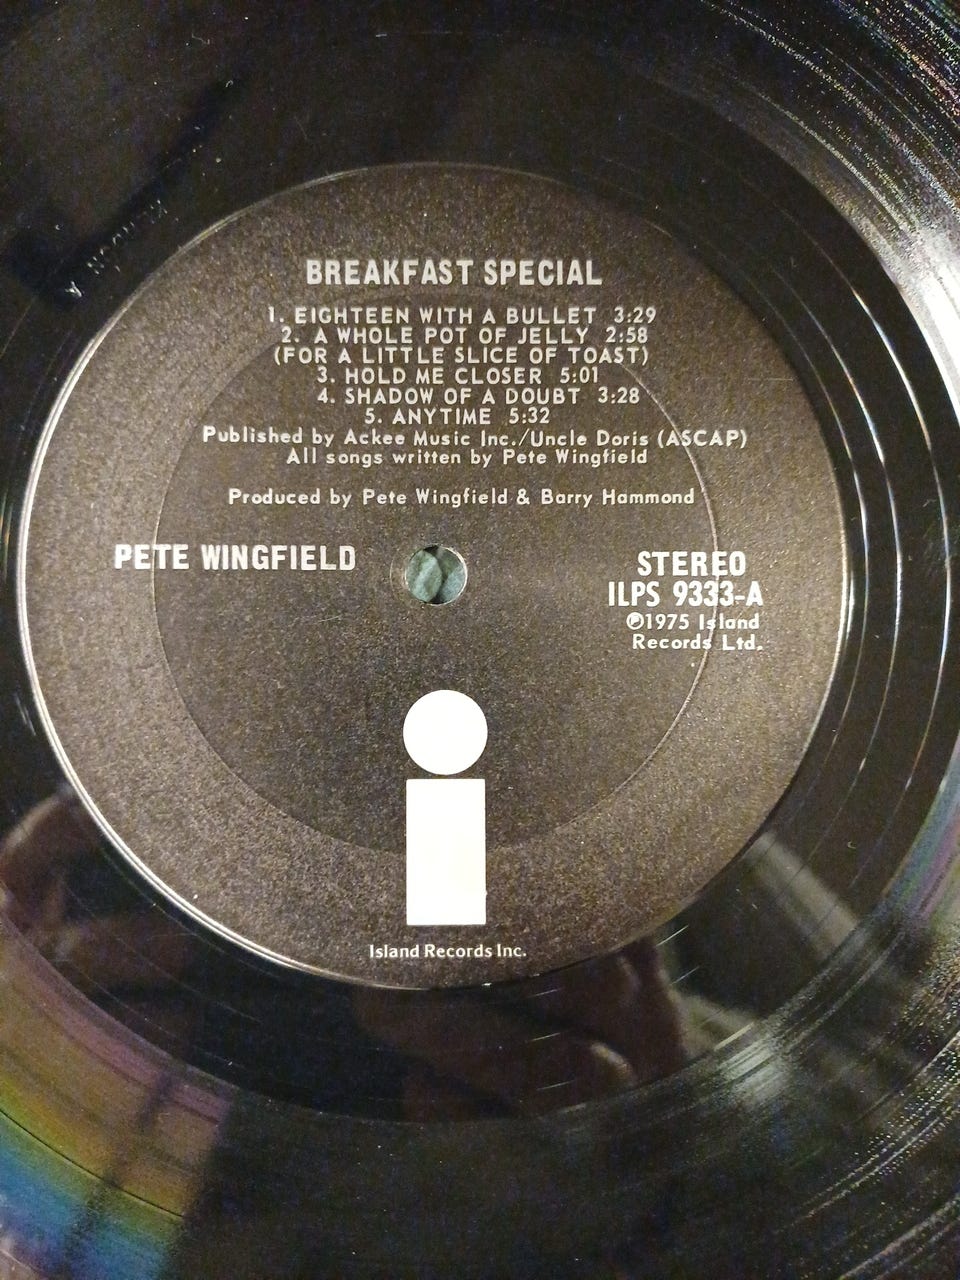 BREAKFAST SPECIAL
1. EIGHTEEN WITH A BULLET 3:29
2. A WHOLE POT OF JELLY 2:58
(FOR A LITTLE SLICE OF TOAST)
3. HOLD ME CLOSER 5:01
4. SHADOW OF A DOUBT 3:28
5. ANYTIME 5:32
Published by Ackee Music Inc./Uncle Doris (ASCAP)
All songs written by Pete Wingfield
Produced by Pete Wingfield & Barry Hammond
PETE WINGFIELD
STEREO
ILPS 9333-A
℗1975 Island
Records Ltd.
i
Island Records Inc.